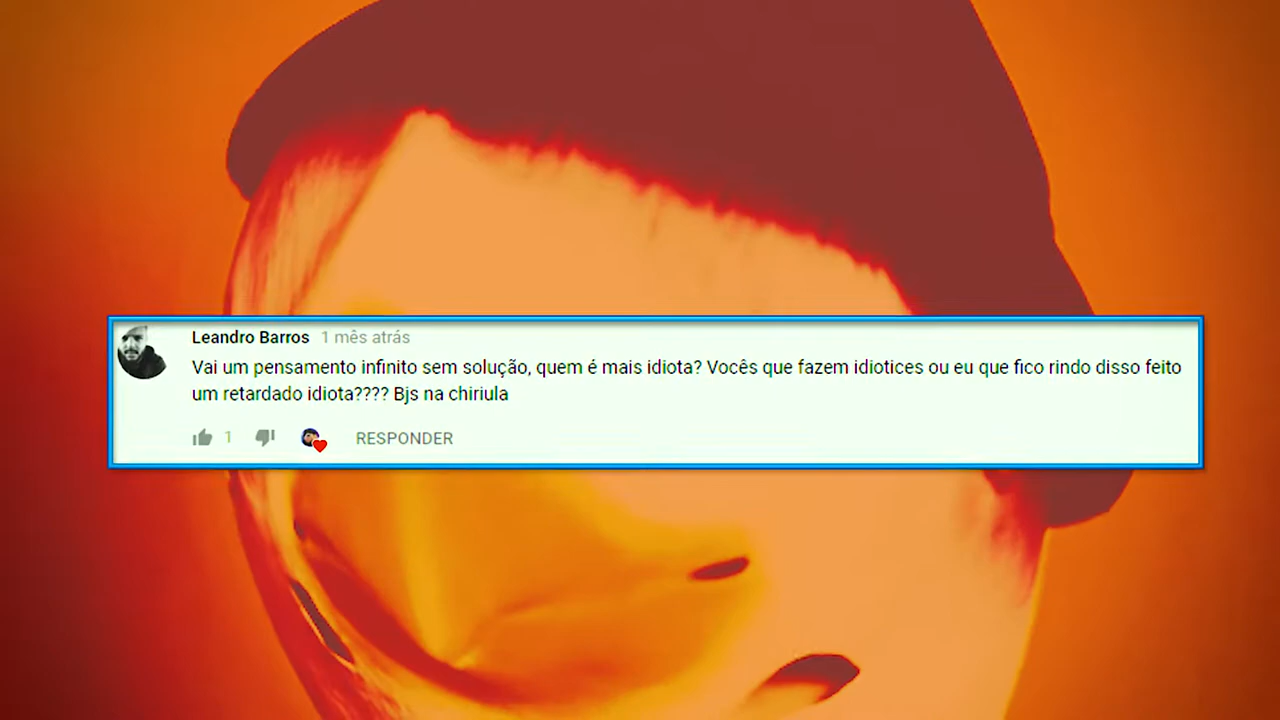 Leandro Barros 1 mês atrás
Vai um pensamento infinito sem solução, quem é mais idiota? Vocês que fazem idiotices ou eu que fico rindo disso feito
um retardado idiota???? Bjs na chiriula
1 RESPONDER